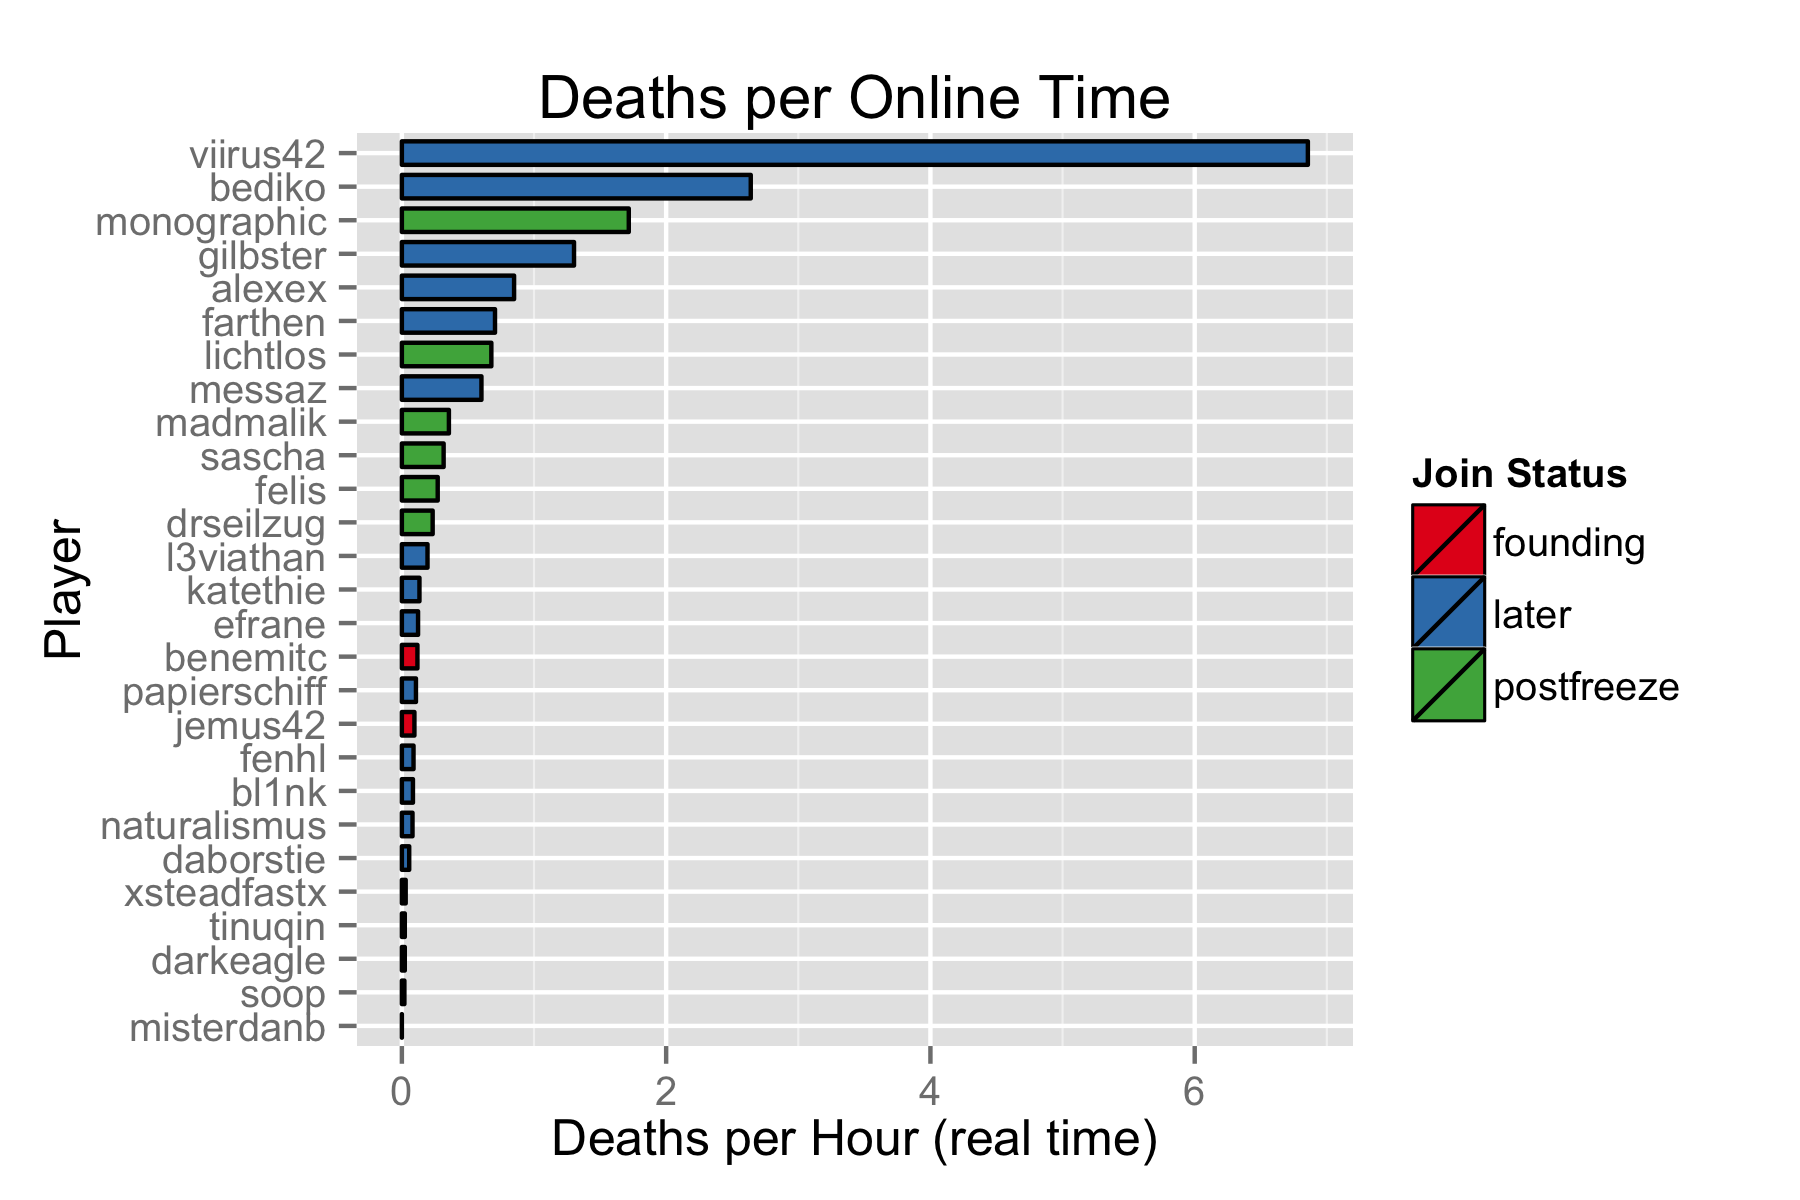 Deaths per Online Time
viirus42
bediko
monographic
gilbster
alexex
farthen
lichtlos
messaz
madmalik
sascha
felis
drseilzug
l3viathan
katethie
efrane
benemitc
papierschiff
jemus42
fenhl
bl1nk
naturalismus
daborstie
xsteadfastx
tinuqin
darkeagle
soop
misterdanb
Player
0 2 4 6
Deaths per Hour (real time)
Join Status
founding
later
postfreeze